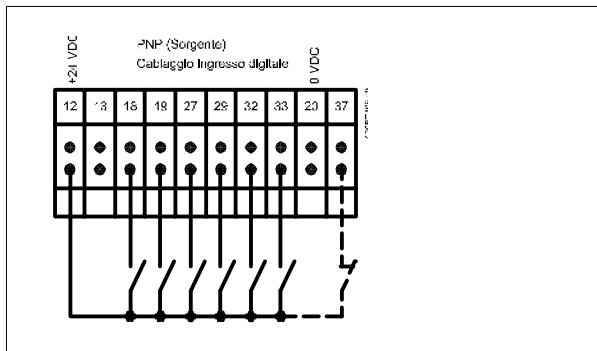 +24 VDC
PNP (Sorgente)
Cablaggio ingresso digitale
0 VDC
12 13 18 19 27 29 32 33 20 37